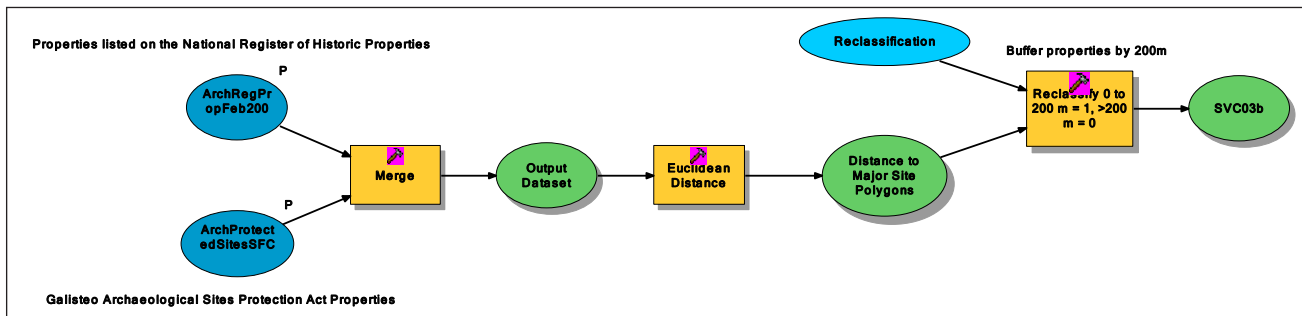 Properties listed on the National Register of Historic Properties
P
ArchRegPr
opFeb200
Merge
P
ArchProtect
edSitesSFC
Galisteo Archaeological Sites Protection Act Properties
Output
Dataset
Euclidean
Distance
Distance to
Major Site
Polygons
Reclassification
Buffer properties by 200m
Reclassify 0 to
200 m = 1, >200
m = 0
SVC03b